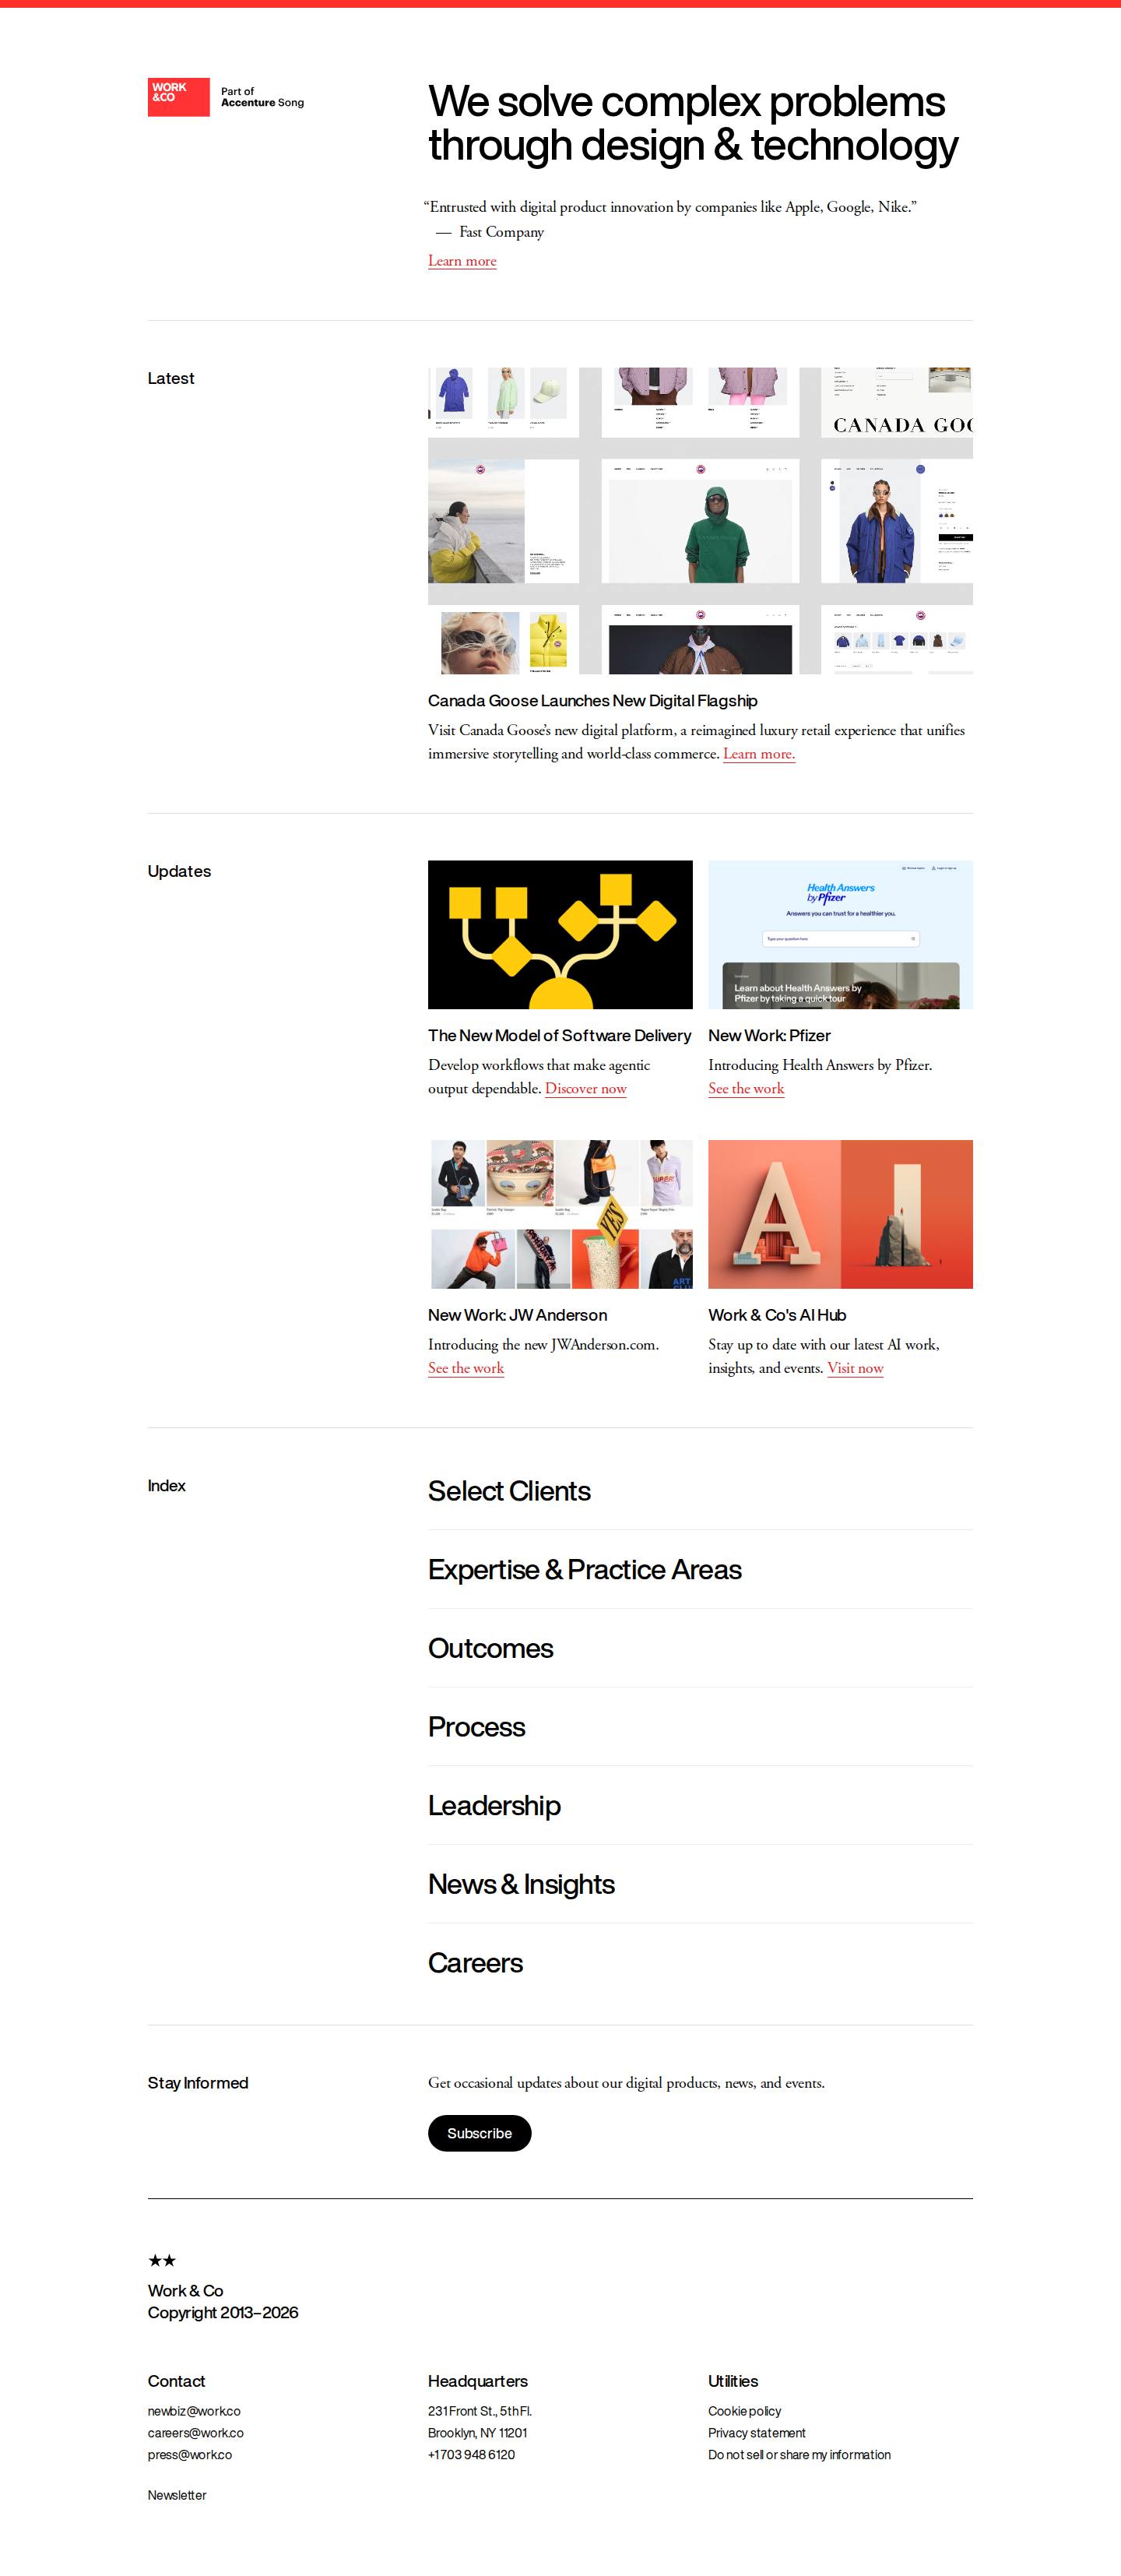 WORK
&CO
Part of
Accenture Song
We solve complex problems
through design & technology
“Entrusted with digital product innovation by companies like Apple, Google, Nike.”
— Fast Company
Learn more
Latest
CANADA GOO
Canada Goose Launches New Digital Flagship
Visit Canada Goose’s new digital platform, a reimagined luxury retail experience that unifies
immersive storytelling and world-class commerce. Learn more.
Updates
Health Answers
by Pfizer
Answers you can trust for a healthier you.
Type your question here
Learn about Health Answers by
Pfizer by taking a quick tour
The New Model of Software Delivery
Develop workflows that make agentic
output dependable. Discover now
New Work: Pfizer
Introducing Health Answers by Pfizer.
See the work
SUPER!
YES
ART
AI
New Work: JW Anderson
Introducing the new JWAnderson.com.
See the work
Work & Co's AI Hub
Stay up to date with our latest AI work,
insights, and events. Visit now
Index
Select Clients
Expertise & Practice Areas
Outcomes
Process
Leadership
News & Insights
Careers
Stay Informed
Get occasional updates about our digital products, news, and events.
Subscribe
★★
Work & Co
Copyright 2013–2026
Contact
newbiz@work.co
careers@work.co
press@work.co
Newsletter
Headquarters
231 Front St., 5th Fl.
Brooklyn, NY 11201
+1 703 948 6120
Utilities
Cookie policy
Privacy statement
Do not sell or share my information